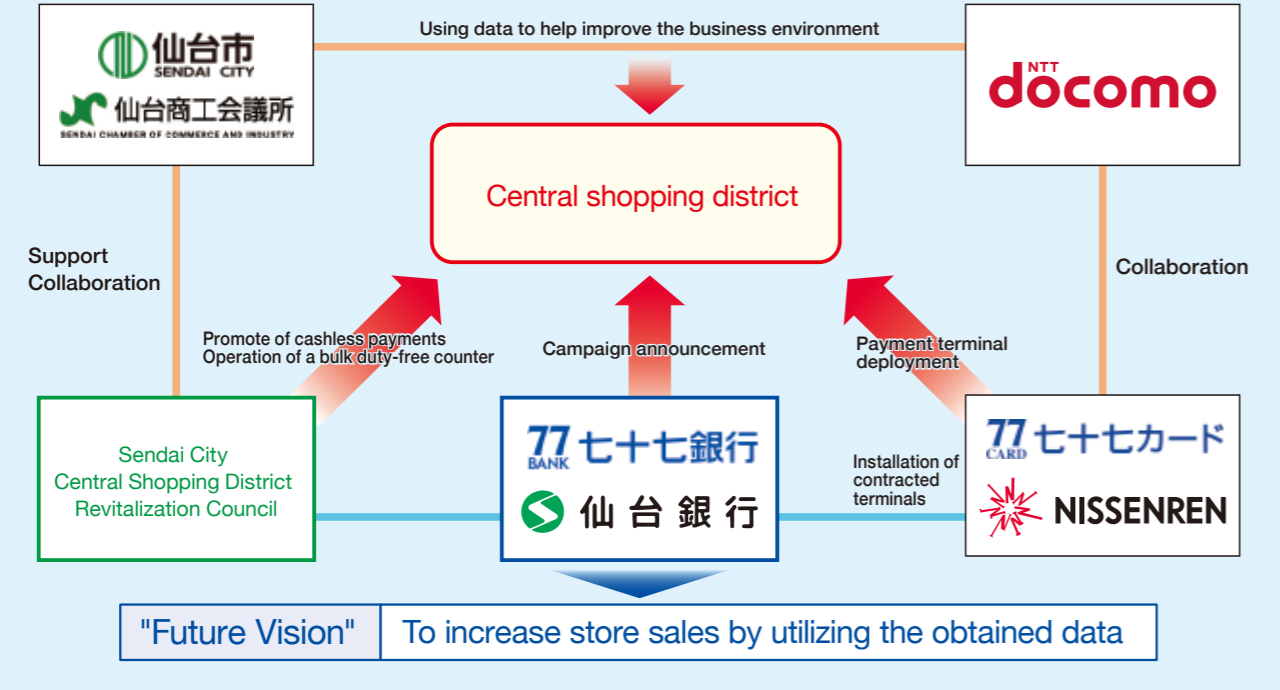 Using data to help improve the business environment
仙台市
SENDAI CITY
仙台商工会議所
SENDAI CHAMBER OF COMMERCE AND INDUSTRY
NTT
döcomo
Central shopping district
Support
Collaboration
Collaboration
Promote of cashless payments
Operation of a bulk duty-free counter
Campaign announcement
Payment terminal
deployment
Sendai City
Central Shopping District
Revitalization Council
77 BANK 七十七銀行
仙台銀行
Installation of
contracted
terminals
77 CARD 七十七カード
NISSENREN
"Future Vision" To increase store sales by utilizing the obtained data